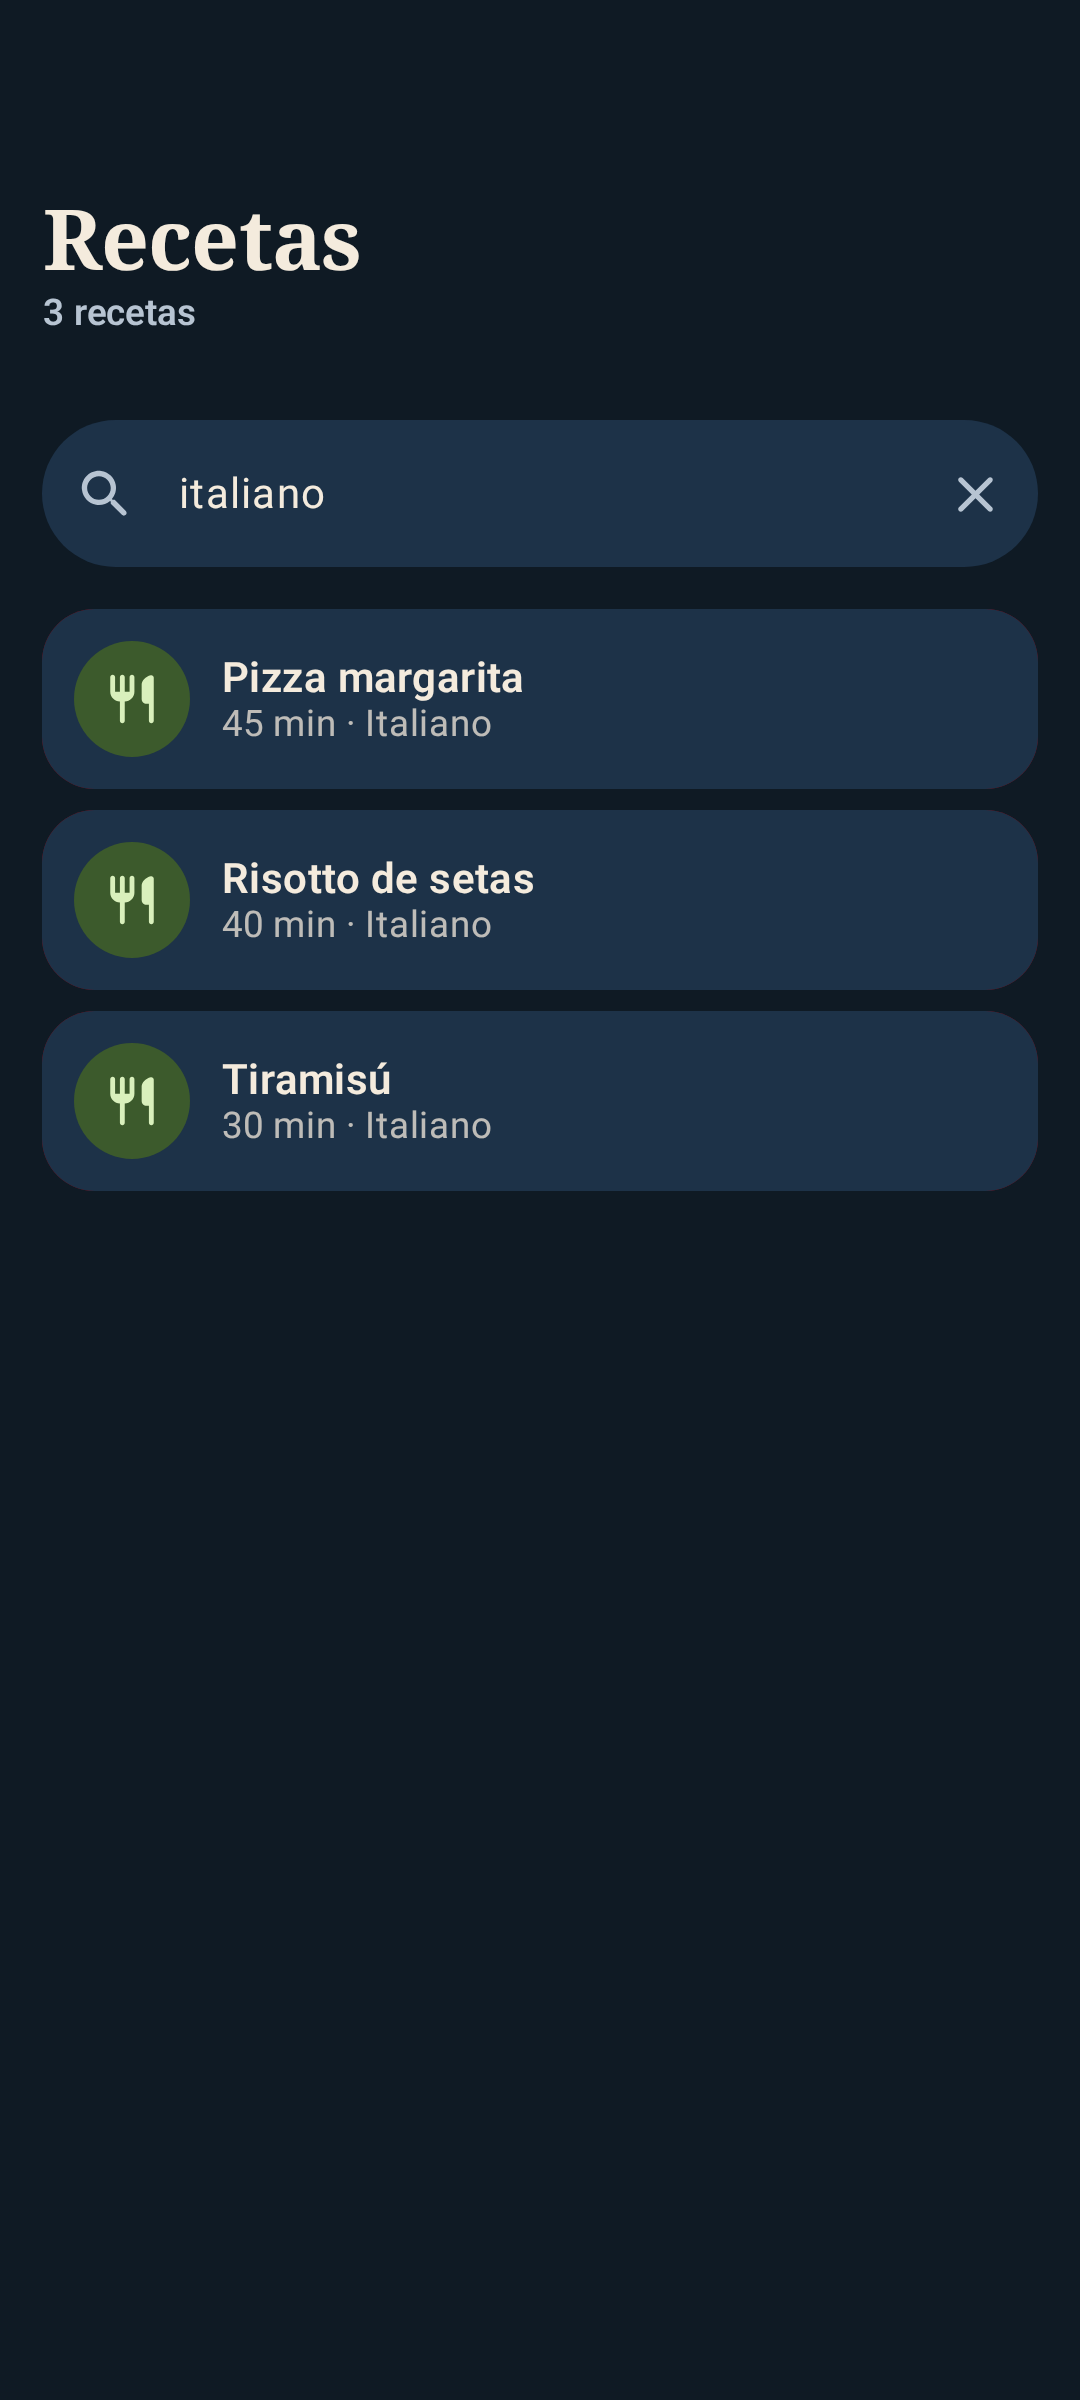 Recetas
3 recetas
italiano
Pizza margarita
45 min · Italiano
Risotto de setas
40 min · Italiano
Tiramisú
30 min · Italiano